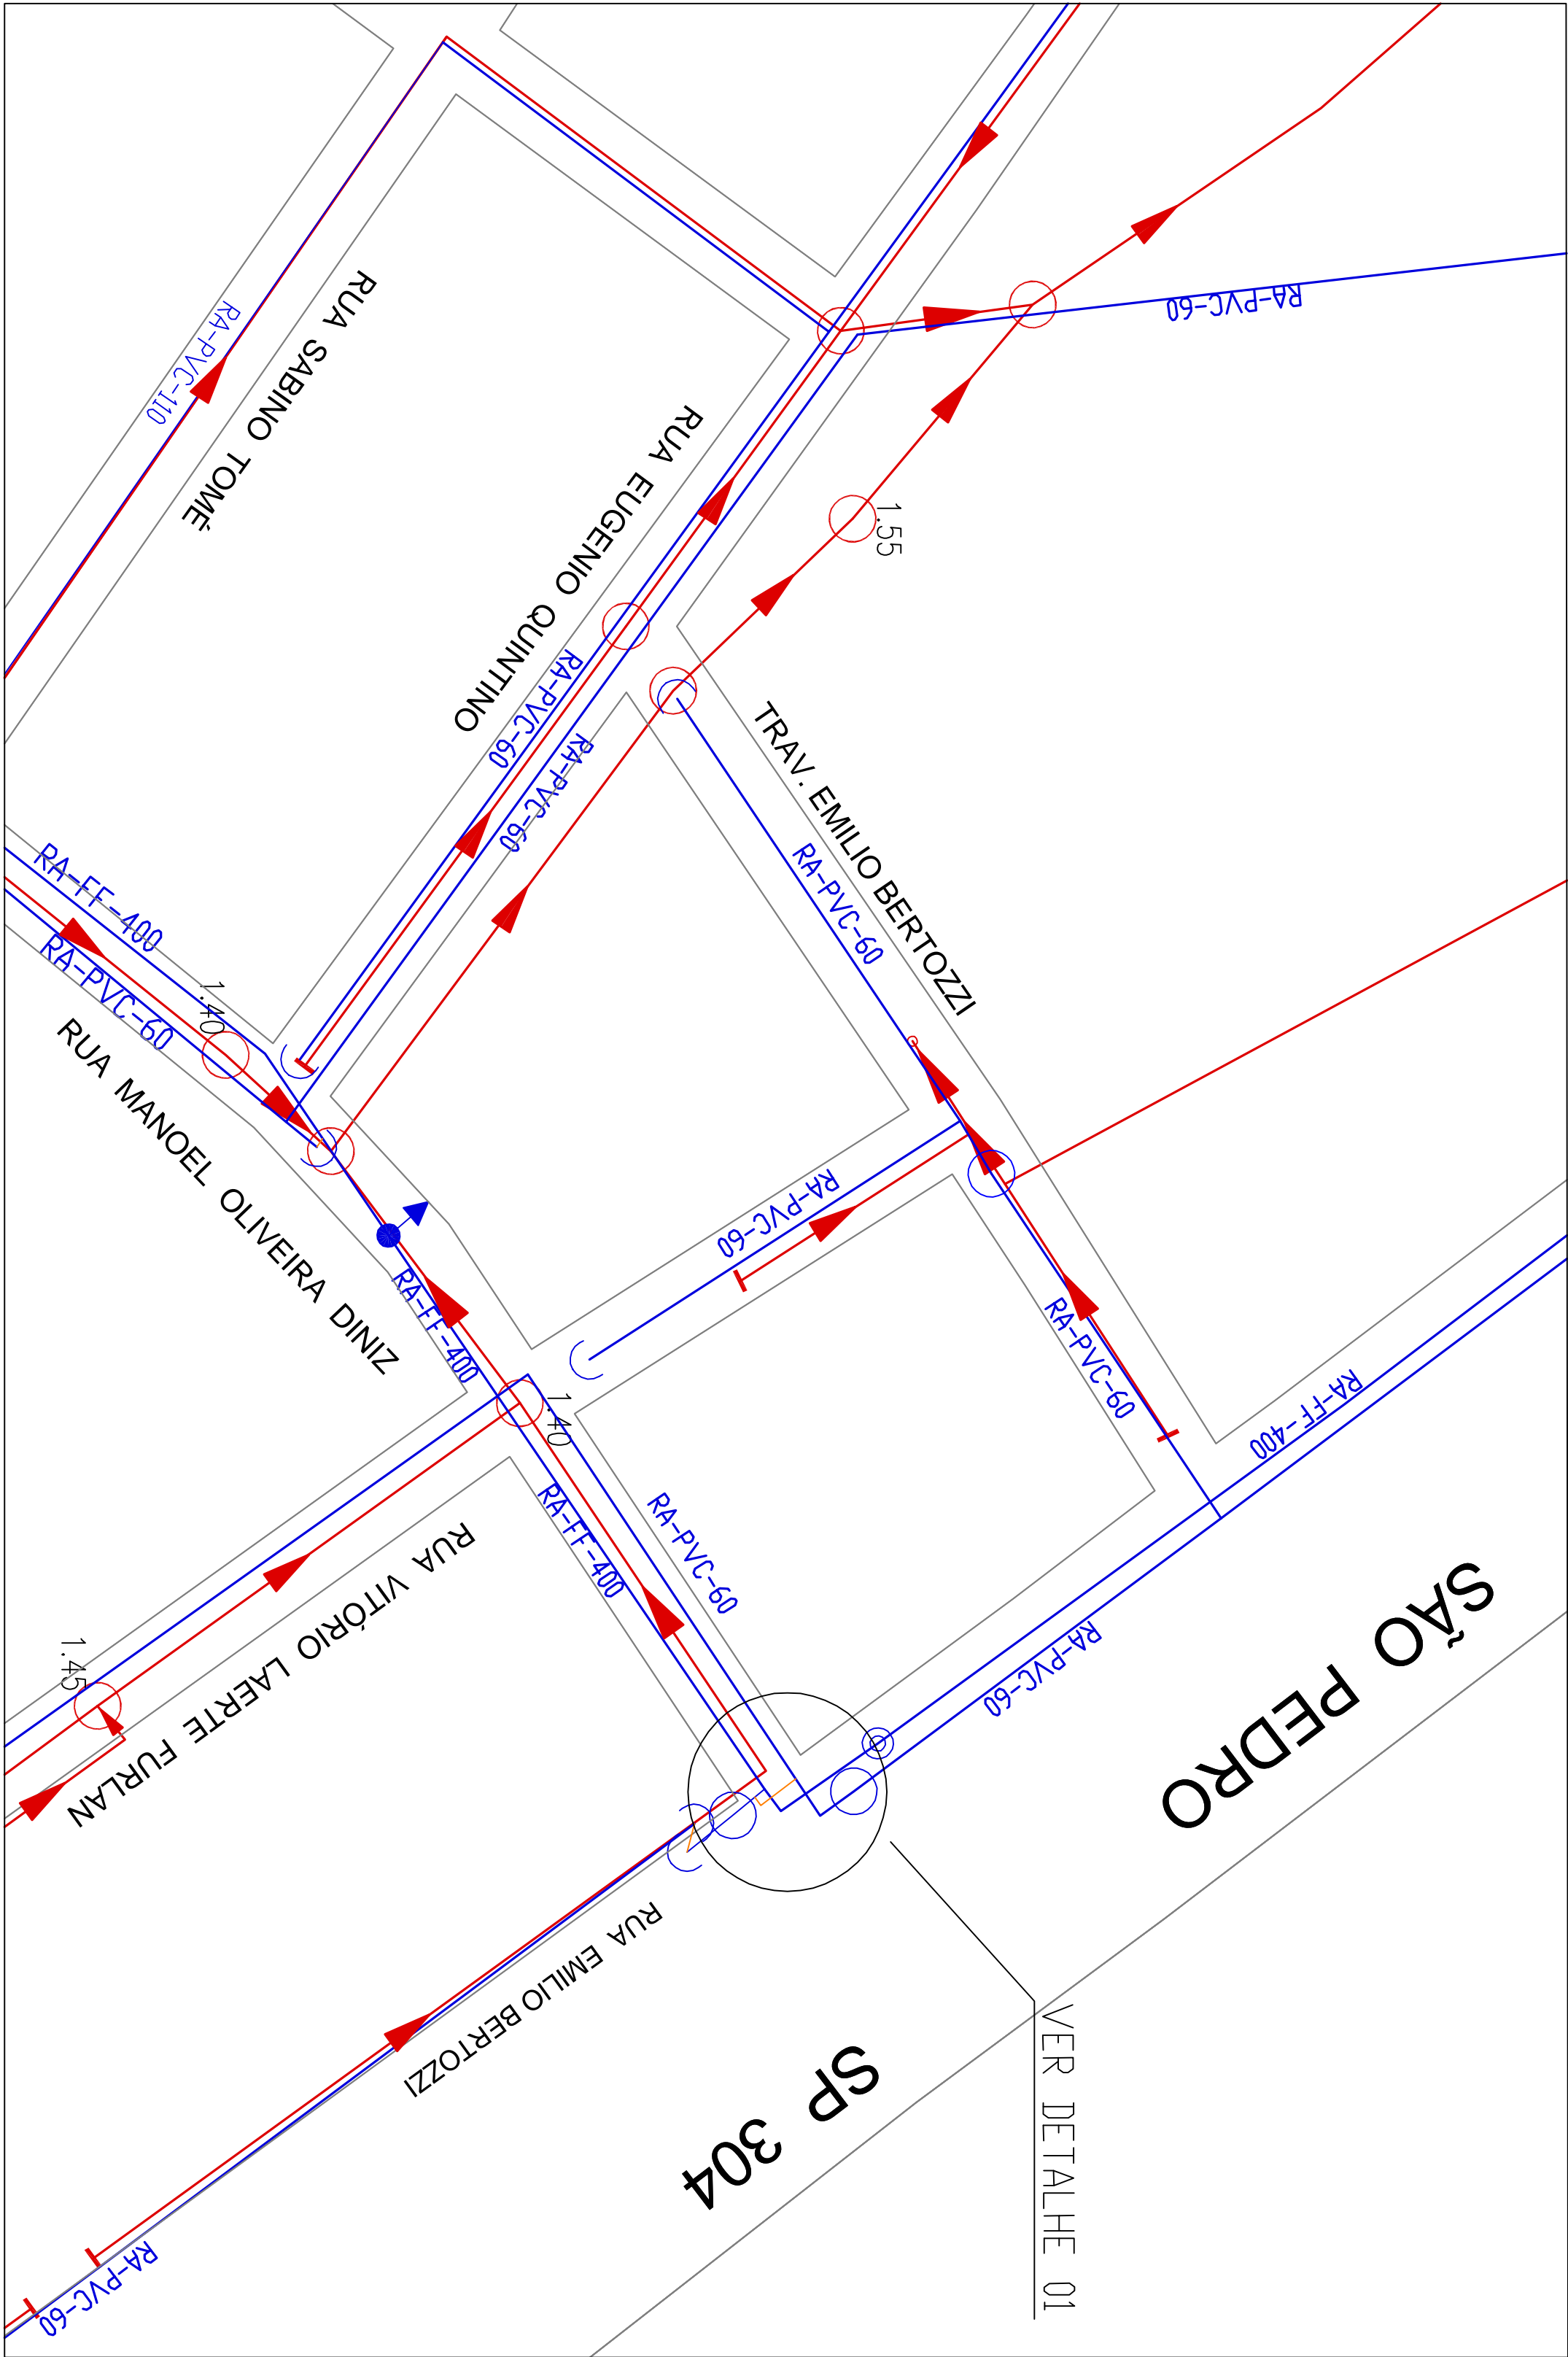 RA-PVC-110
RUA SABINO TOMÉ
RA-PVC-60
RUA EUGENIO QUINTINO
1.55
RA-PVC-60
RA-PVC-60
TRAV. EMILIO BERTOZZI
RA-PVC-60
RA-FF-400
RA-PVC-60
1.40
RUA MANOEL OLIVEIRA DINIZ
RA-PVC-60
RA-FF-400
RA-PVC-60
RA-FF-400
1.40
RA-FF-400
RA-PVC-60
RUA VITÓRIO LAERTE FURLAN
1.45
RA-PVC-60
SÃO PEDRO
RUA EMILIO BERTOZZI
SP 304
VER DETALHE 01
RA-PVC-60